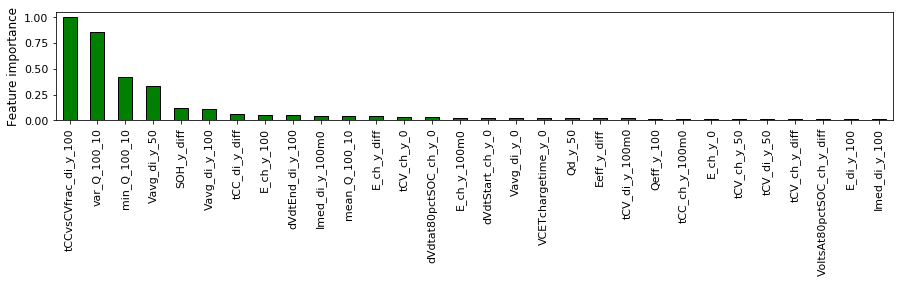 Feature importance
1.00
0.75
0.50
0.25
0.00
tCCvsCVfrac_di_y_100
var_Q_100_10
min_Q_100_10
Vavg_di_y_50
SOH_y_diff
Vavg_di_y_100
tCC_di_y_diff
E_ch_y_100
dVdtEnd_di_y_100
Imed_di_y_100m0
mean_Q_100_10
E_ch_y_diff
tCV_ch_y_0
dVdtat80pctSOC_ch_y_0
E_ch_y_100m0
dVdtStart_ch_y_0
Vavg_di_y_0
VCETchargetime_y_0
Qd_y_50
Eeff_y_diff
tCV_di_y_100m0
Qeff_y_100
tCC_ch_y_100m0
E_ch_y_0
tCV_ch_y_50
tCV_di_y_50
tCV_ch_y_diff
VoltsAt80pctSOC_ch_y_diff
E_di_y_100
Imed_di_y_100